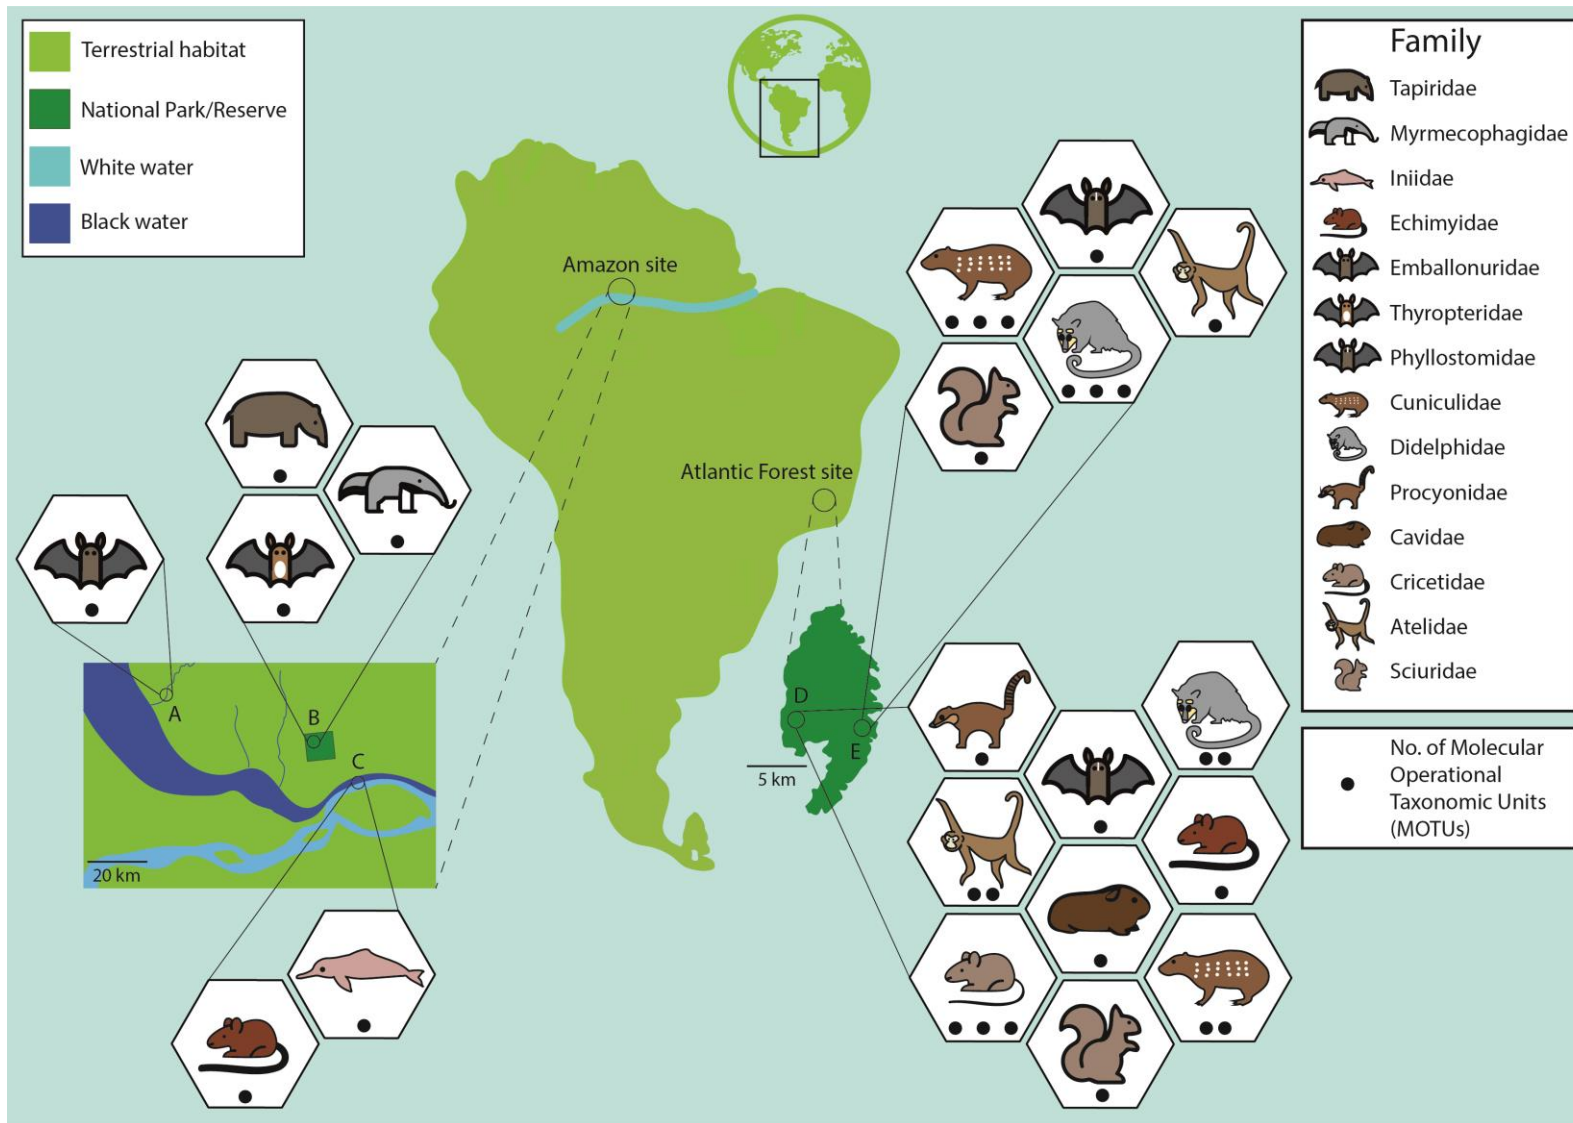 Terrestrial habitat
National Park/Reserve
White water
Black water
Amazon site
Atlantic Forest site
A
B
C
20 km
D
E
5 km
Family
Tapiridae
Myrmecophagidae
Iniidae
Echimyidae
Emballonuridae
Thyropteridae
Phyllostomidae
Cuniculidae
Didelphidae
Procyonidae
Cavidae
Cricetidae
Atelidae
Sciuridae
No. of Molecular
Operational
Taxonomic Units
(MOTUs)